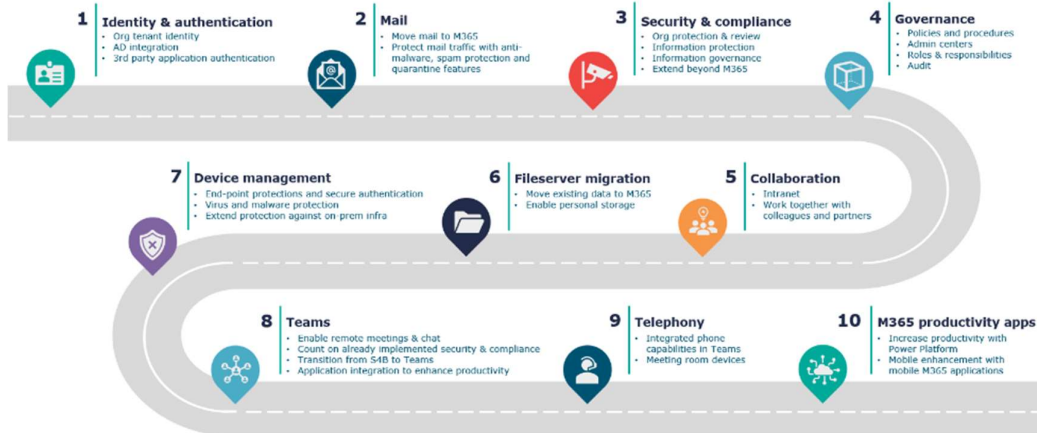 1 Identity & authentication
• Org tenant identity
• AD integration
• 3rd party application authentication
2 Mail
• Move mail to M365
• Protect mail traffic with anti-
malware, spam protection and
quarantine features
3 Security & compliance
• Org protection & review
• Information protection
• Information governance
• Extend beyond M365
4 Governance
• Policies and procedures
• Admin centers
• Roles & responsibilities
• Audit
7 Device management
• End-point protections and secure authentication
• Virus and malware protection
• Extend protection against on-prem infra
6 Fileserver migration
• Move existing data to M365
• Enable personal storage
5 Collaboration
• Intranet
• Work together with
colleagues and partners
8 Teams
• Enable remote meetings & chat
• Count on already implemented security & compliance
• Transition from S4B to Teams
• Application integration to enhance productivity
9 Telephony
• Integrated phone
capabilities in Teams
• Meeting room devices
10 M365 productivity apps
• Increase productivity with
Power Platform
• Mobile enhancement with
mobile M365 applications